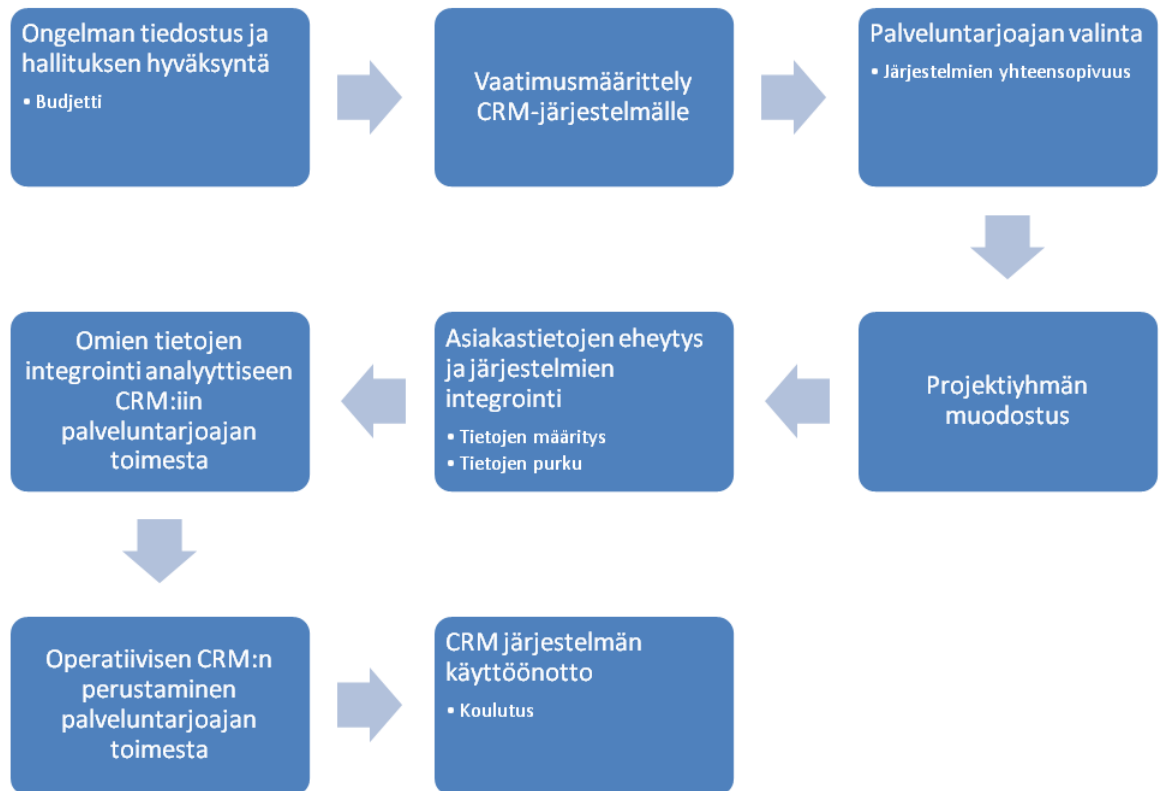 Ongelman tiedostus ja
hallituksen hyväksyntä
• Budjetti
Vaatimusmäärittely
CRM-järjestelmälle
Palveluntarjoajan valinta
• Järjestelmien yhteensopivuus
Projektiyhmän
muodostus
Asiakastietojen eheytys
ja järjestelmien
integrointi
• Tietojen määritys
• Tietojen purku
Omien tietojen
integrointi analyyttiseen
CRM:iin
palveluntarjoajan
toimesta
Operatiivisen CRM:n
perustaminen
palveluntarjoajan
toimesta
CRM järjestelmän
käyttöönotto
• Koulutus